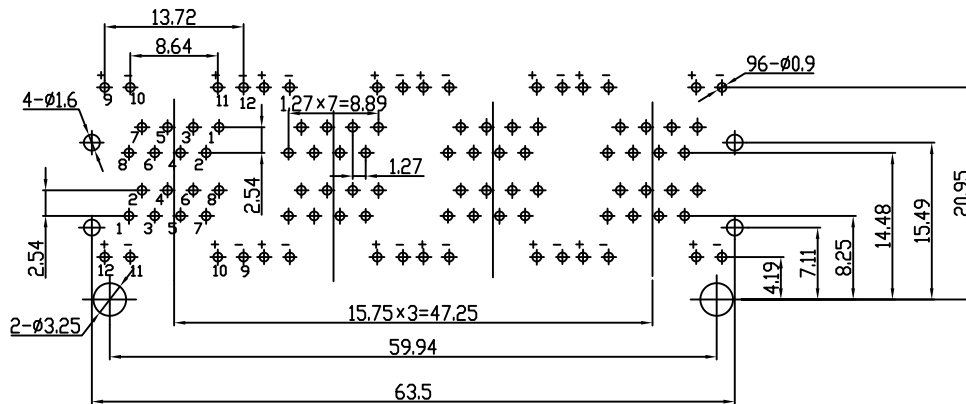 13.72
8.64
96-ø0.9
+ - + - + - + - + - + - + - + -
9 10 11 12
4-ø1.6
1.27×7=8.89
7 5 3 1
8 6 4 2
1.27
2.54
2 4 6 8
1 3 5 7
2.54
+ - + - + - + - + - + - + - + -
12 11 10 9
4.19
7.11
8.25
14.48
15.49
20.95
2-ø3.25
15.75×3=47.25
59.94
63.5